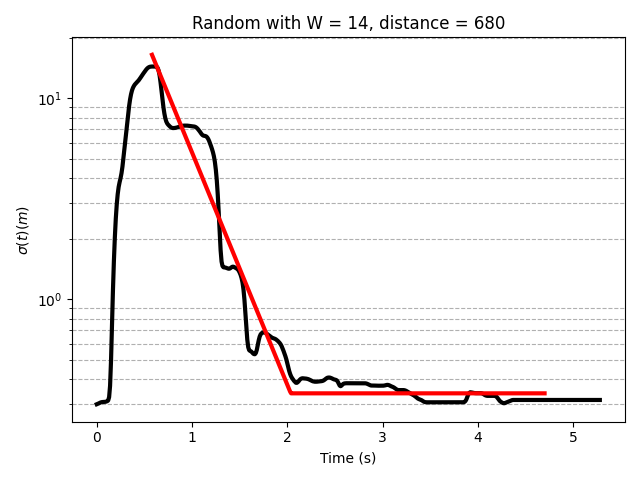 Random with W = 14, distance = 680
σ(t)(m)
10¹
10⁰
0 1 2 3 4 5
Time (s)